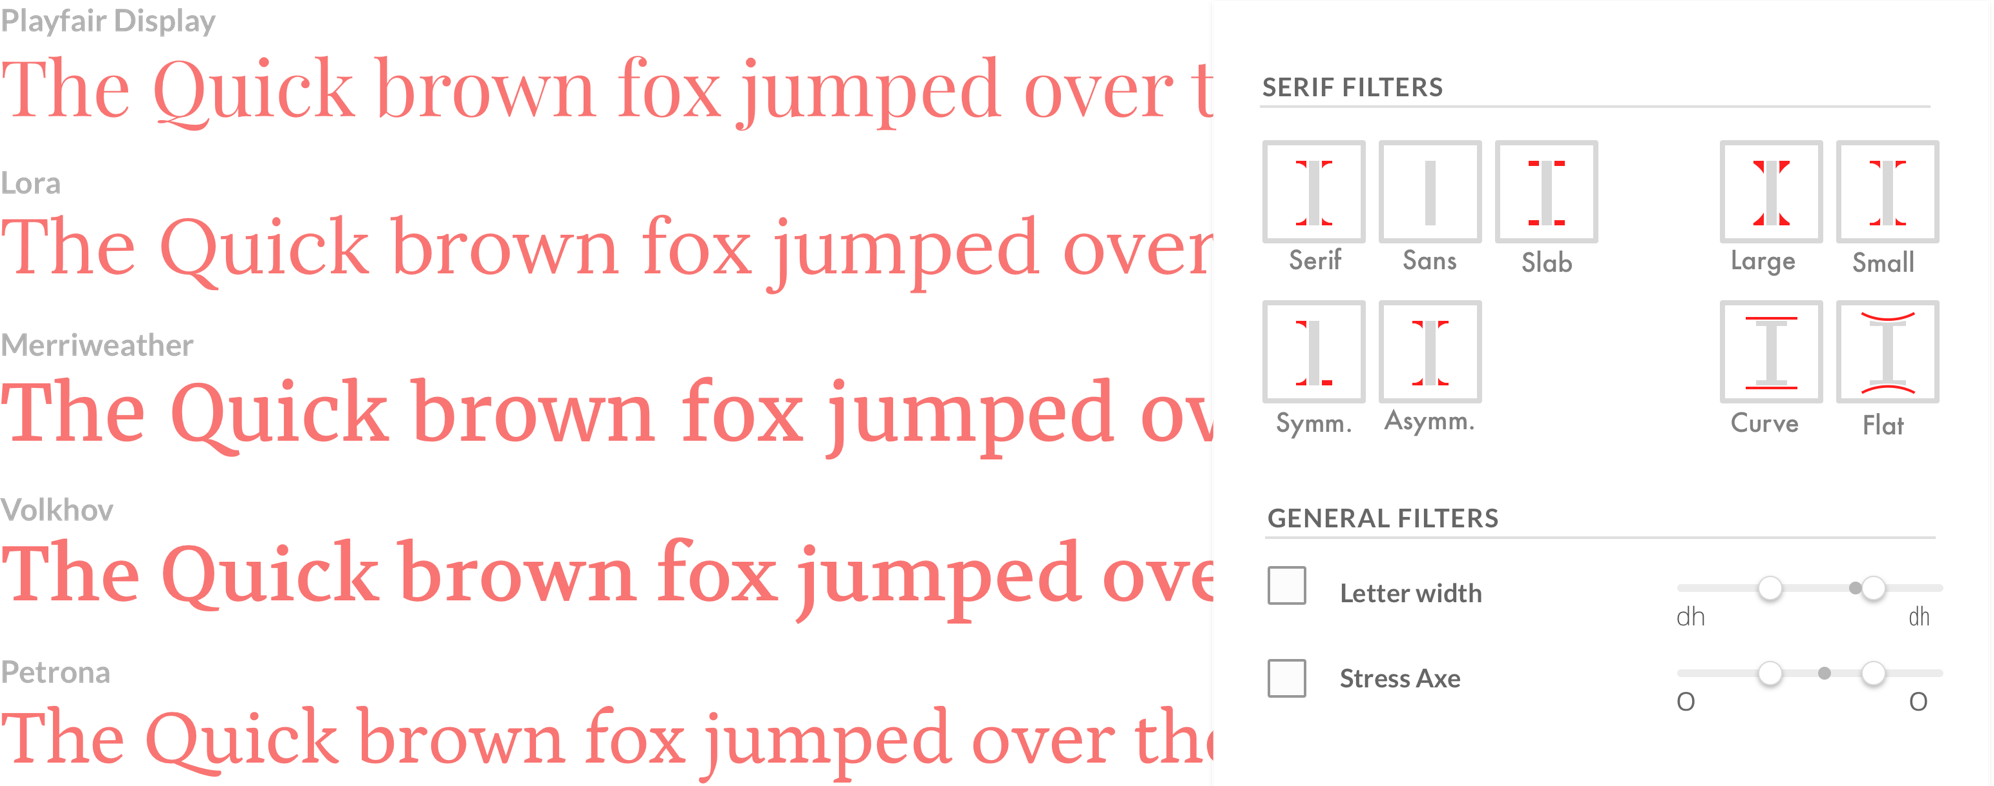 Playfair Display
The Quick brown fox jumped over t
Lora
The Quick brown fox jumped over
Merriweather
The Quick brown fox jumped ov
Volkhov
The Quick brown fox jumped ove
Petrona
The Quick brown fox jumped over the
SERIF FILTERS
Serif Sans Slab Large Small
Symm. Asymm. Curve Flat
GENERAL FILTERS
Letter width
dh dh
Stress Axe
O O